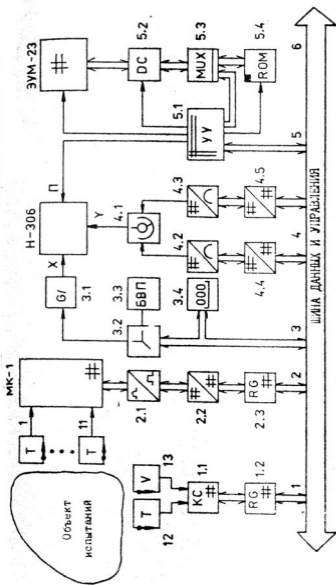 Объект
испытаний
T
1
T
11
МК-1
#
Н-306
X
Y
П
ЭУМ-23
#
G/
3.1
3.2
БВП
3.3
3.4
000
4.1
4.2
4.3
#
#
4.4
4.5
#
#
#
#
5.1
УУ
5.2
DC
5.3
MUX
5.4
ROM
12
T
V
13
КС
1.1
RG
#
1.2
2.1
2.2
#
#
RG
#
2.3
1
2
3
4
5
6
ШИНА ДАННЫХ И УПРАВЛЕНИЯ